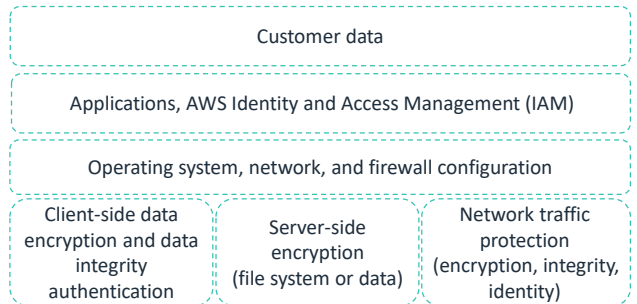 Customer data
Applications, AWS Identity and Access Management (IAM)
Operating system, network, and firewall configuration
Client-side data
encryption and data
integrity
authentication
Server-side
encryption
(file system or data)
Network traffic
protection
(encryption, integrity,
identity)